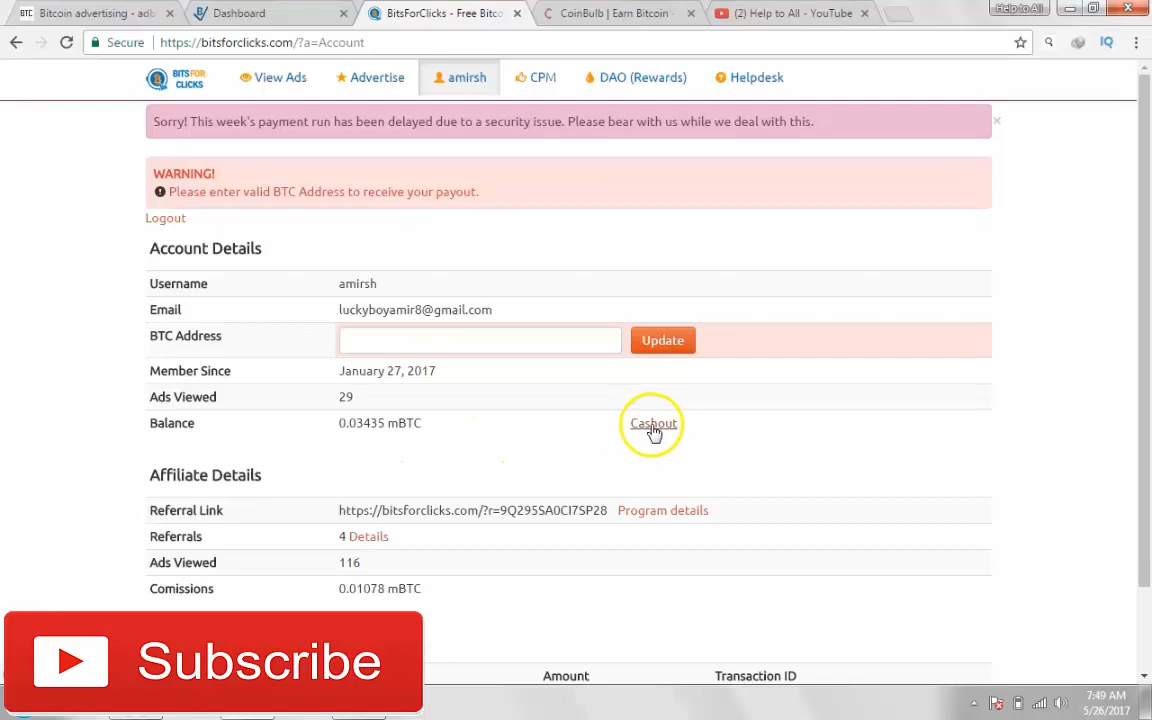 BTC Bitcoin advertising - adb
Dashboard
BitsForClicks - Free Bitco
CoinBulb | Earn Bitcoin -
(2) Help to All - YouTube
Help to All
Secure https://bitsforclicks.com/?a=Account
IQ
BITS FOR CLICKS
View Ads
Advertise
amirsh
CPM
DAO (Rewards)
Helpdesk
Sorry! This week's payment run has been delayed due to a security issue. Please bear with us while we deal with this.
WARNING!
Please enter valid BTC Address to receive your payout.
Logout
Account Details
Username amirsh
Email luckyboyamir8@gmail.com
BTC Address Update
Member Since January 27, 2017
Ads Viewed 29
Balance 0.03435 mBTC Cashout
Affiliate Details
Referral Link https://bitsforclicks.com/?r=9Q295SA0CI7SP28 Program details
Referrals 4 Details
Ads Viewed 116
Comissions 0.01078 mBTC
Subscribe
Amount Transaction ID
7:49 AM
5/26/2017